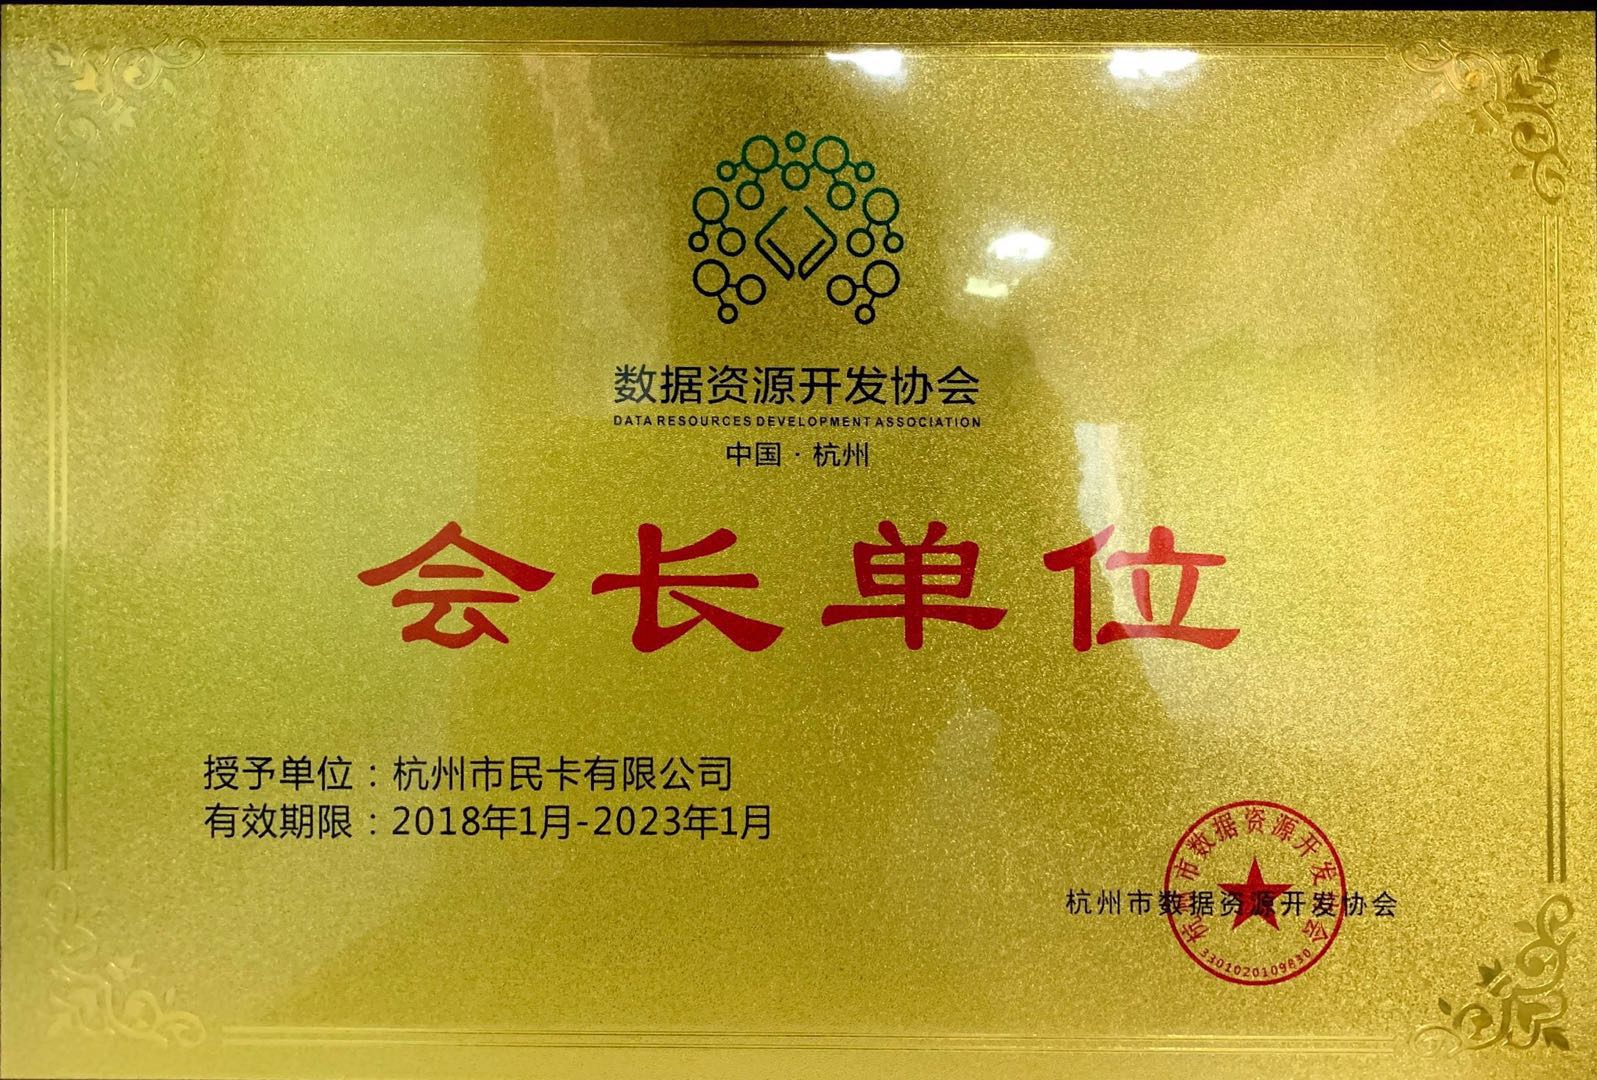 数据资源开发协会
DATA RESOURCES DEVELOPMENT ASSOCIATION
中国·杭州
会长单位
授予单位：杭州市民卡有限公司
有效期限：2018年1月-2023年1月
杭州市数据资源开发协会
杭州市数据资源开发协会
3301020109830